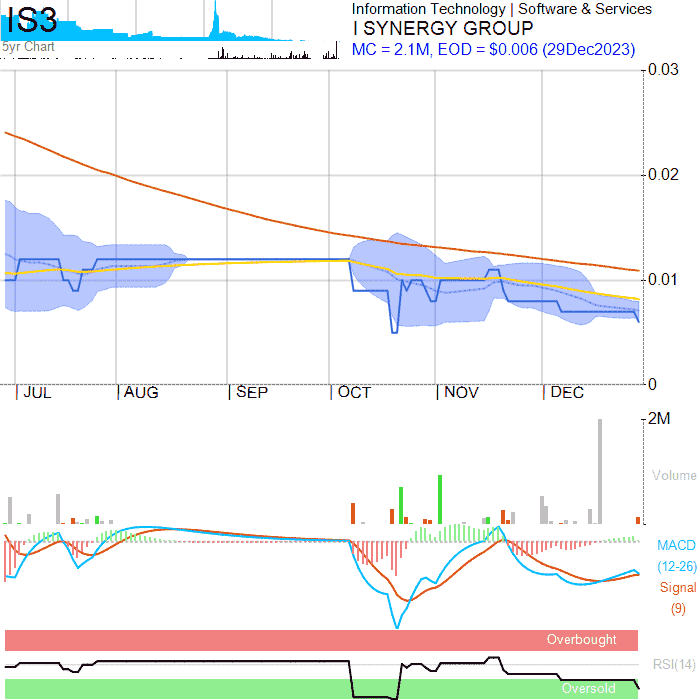 IS3
5yr Chart
Information Technology | Software & Services
I SYNERGY GROUP
MC = 2.1M, EOD = $0.006 (29Dec2023)
0.03
0.02
0.01
0
JUL AUG SEP OCT NOV DEC
2M
Volume
MACD
(12-26)
Signal
(9)
Overbought
RSI(14)
Oversold